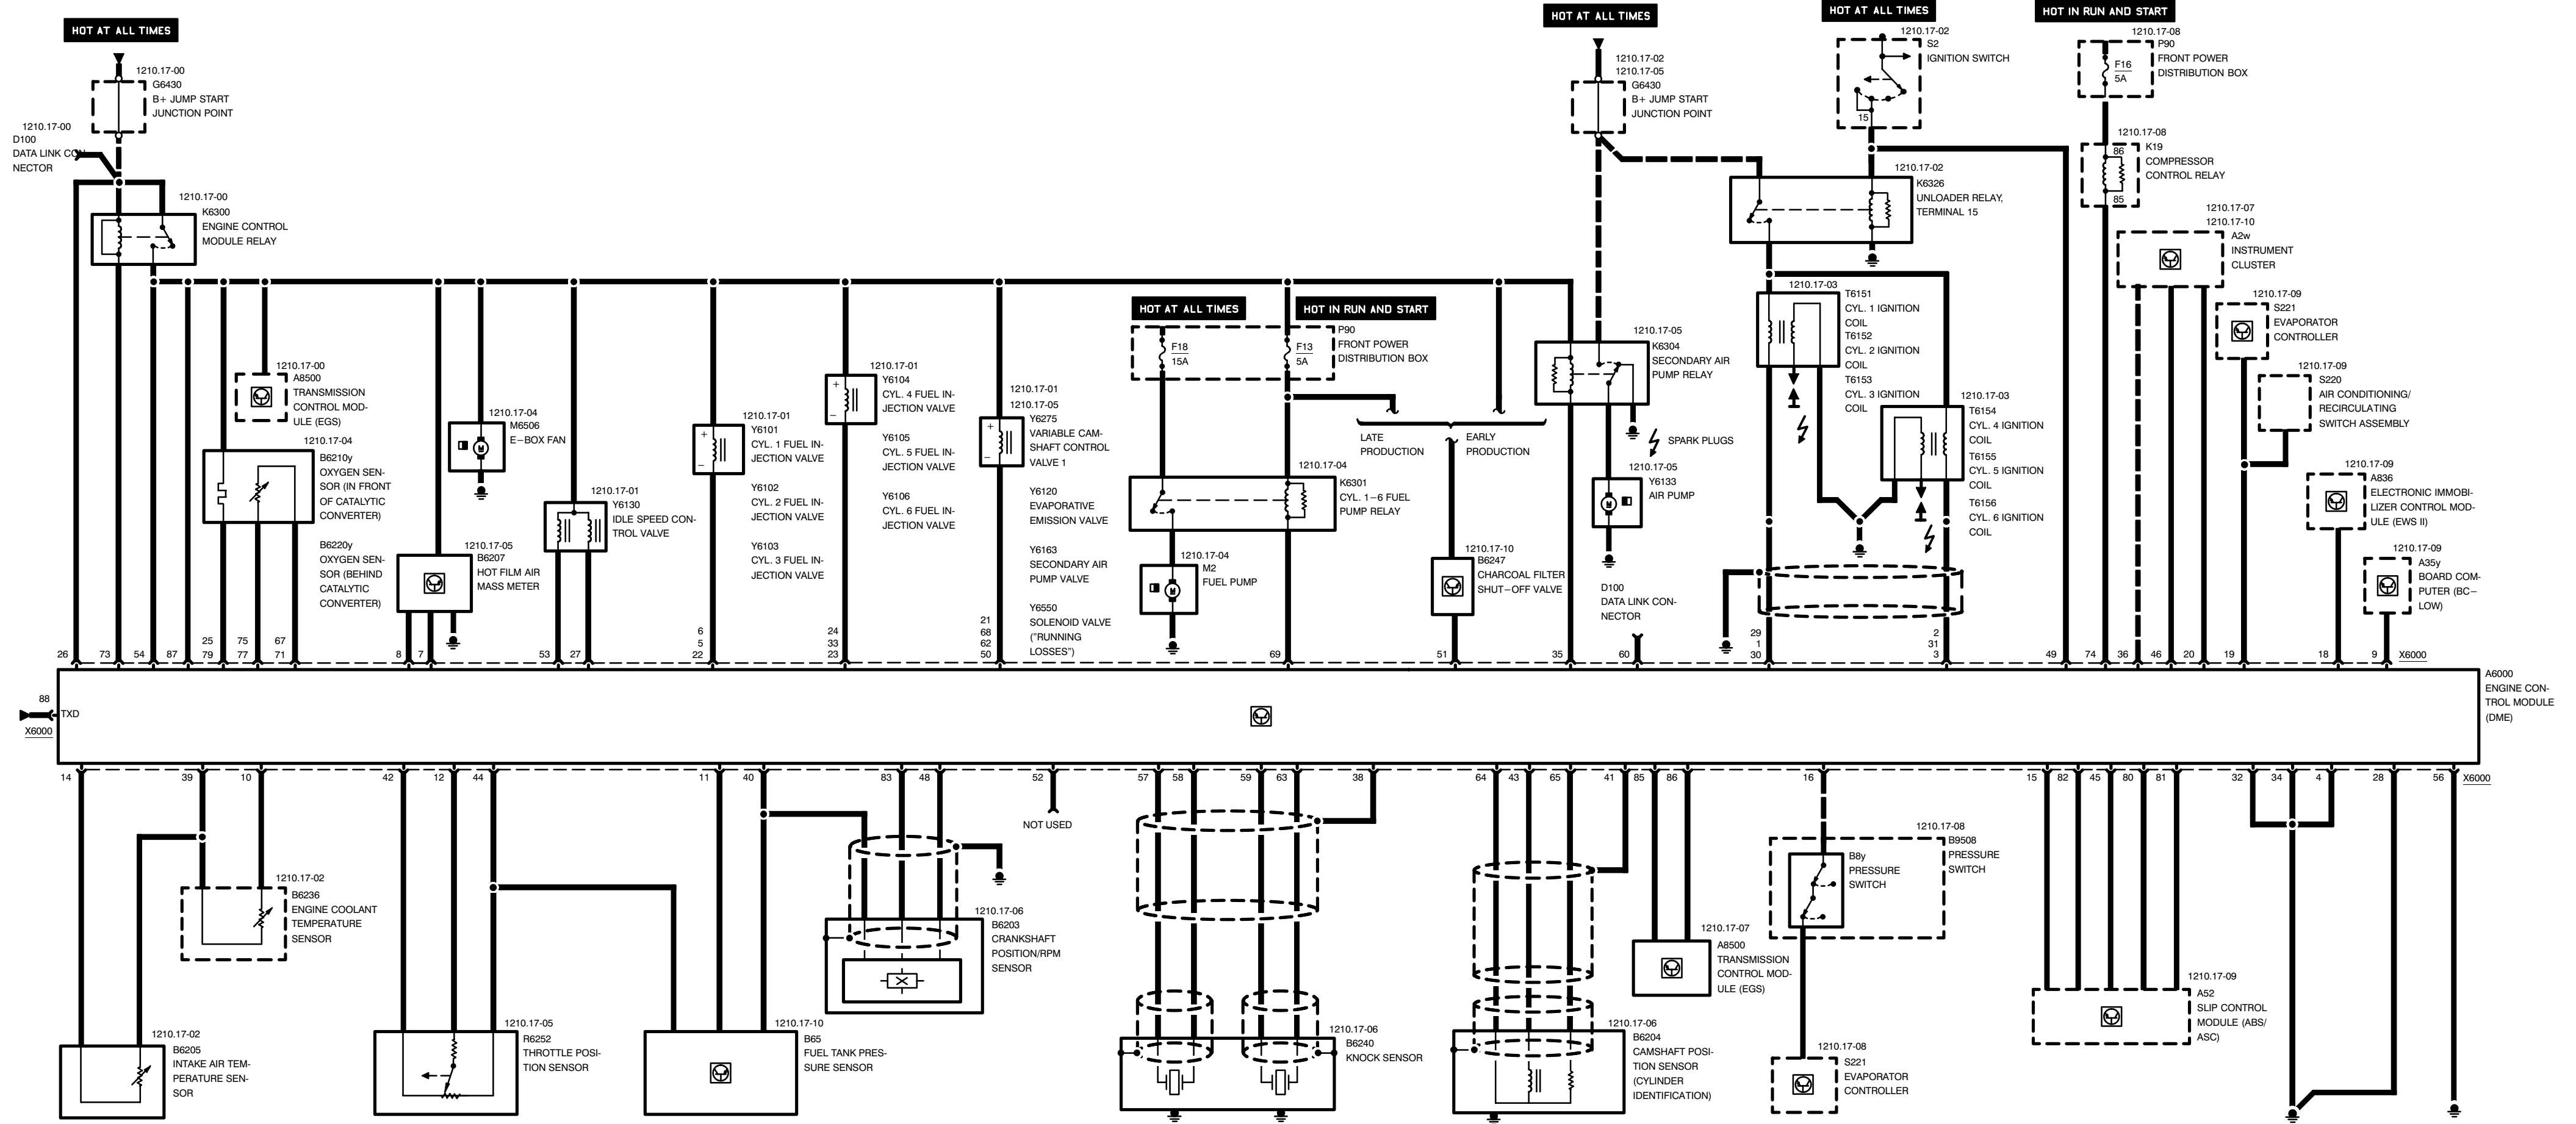 HOT AT ALL TIMES
1210.17-00
G6430
B+ JUMP START
JUNCTION POINT
1210.17-00
D100
DATA LINK CON-
NECTOR
1210.17-00
K6300
ENGINE CONTROL
MODULE RELAY
1210.17-00
A8500
TRANSMISSION
CONTROL MOD-
ULE (EGS)
1210.17-04
B6210y
OXYGEN SEN-
SOR (IN FRONT
OF CATALYTIC
CONVERTER)
B6220y
OXYGEN SEN-
SOR (BEHIND
CATALYTIC
CONVERTER)
1210.17-04
M6506
E-BOX FAN
M
1210.17-05
B6207
HOT FILM AIR
MASS METER
1210.17-01
Y6130
IDLE SPEED CON-
TROL VALVE
1210.17-01
Y6101
CYL. 1 FUEL IN-
JECTION VALVE
Y6102
CYL. 2 FUEL IN-
JECTION VALVE
Y6103
CYL. 3 FUEL IN-
JECTION VALVE
+
-
1210.17-01
Y6104
CYL. 4 FUEL IN-
JECTION VALVE
Y6105
CYL. 5 FUEL IN-
JECTION VALVE
Y6106
CYL. 6 FUEL IN-
JECTION VALVE
+
-
1210.17-01
1210.17-05
Y6275
VARIABLE CAM-
SHAFT CONTROL
VALVE 1
Y6120
EVAPORATIVE
EMISSION VALVE
Y6163
SECONDARY AIR
PUMP VALVE
Y6550
SOLENOID VALVE
("RUNNING
LOSSES")
+
-
HOT AT ALL TIMES
HOT IN RUN AND START
F18
15A
F13
5A
P90
FRONT POWER
DISTRIBUTION BOX
LATE
PRODUCTION
EARLY
PRODUCTION
1210.17-04
K6301
CYL. 1-6 FUEL
PUMP RELAY
1210.17-04
M2
FUEL PUMP
M
1210.17-10
B6247
CHARCOAL FILTER
SHUT-OFF VALVE
HOT AT ALL TIMES
1210.17-02
1210.17-05
G6430
B+ JUMP START
JUNCTION POINT
1210.17-05
K6304
SECONDARY AIR
PUMP RELAY
SPARK PLUGS
1210.17-05
Y6133
AIR PUMP
M
D100
DATA LINK CON-
NECTOR
HOT AT ALL TIMES
1210.17-02
S2
IGNITION SWITCH
15
1210.17-02
K6326
UNLOADER RELAY,
TERMINAL 15
1210.17-03
T6151
CYL. 1 IGNITION
COIL
T6152
CYL. 2 IGNITION
COIL
T6153
CYL. 3 IGNITION
COIL
1210.17-03
T6154
CYL. 4 IGNITION
COIL
T6155
CYL. 5 IGNITION
COIL
T6156
CYL. 6 IGNITION
COIL
HOT IN RUN AND START
1210.17-08
P90
FRONT POWER
DISTRIBUTION BOX
F16
5A
1210.17-08
K19
COMPRESSOR
CONTROL RELAY
86
85
1210.17-07
1210.17-10
A2w
INSTRUMENT
CLUSTER
1210.17-09
S221
EVAPORATOR
CONTROLLER
1210.17-09
S220
AIR CONDITIONING/
RECIRCULATING
SWITCH ASSEMBLY
1210.17-09
A836
ELECTRONIC IMMOBI-
LIZER CONTROL MOD-
ULE (EWS II)
1210.17-09
A35y
BOARD COM-
PUTER (BC-
LOW)
26
73
54
87
25
79
75
77
67
71
8
7
53
27
6
5
22
24
33
23
21
68
62
50
69
51
35
60
29
1
30
2
31
3
49
74
36
46
20
19
18
9
X6000
88
TXD
X6000
A6000
ENGINE CON-
TROL MODULE
(DME)
14
39
10
42
12
44
11
40
83
48
52
57
58
59
63
38
64
43
65
41
85
86
16
15
82
45
80
81
32
34
4
28
56
X6000
NOT USED
1210.17-02
B6236
ENGINE COOLANT
TEMPERATURE
SENSOR
1210.17-02
B6205
INTAKE AIR TEM-
PERATURE SEN-
SOR
1210.17-05
R6252
THROTTLE POSI-
TION SENSOR
1210.17-10
B65
FUEL TANK PRES-
SURE SENSOR
1210.17-06
B6203
CRANKSHAFT
POSITION/RPM
SENSOR
1210.17-06
B6240
KNOCK SENSOR
1210.17-06
B6204
CAMSHAFT POSI-
TION SENSOR
(CYLINDER
IDENTIFICATION)
1210.17-07
A8500
TRANSMISSION
CONTROL MOD-
ULE (EGS)
1210.17-08
B9508
PRESSURE
SWITCH
B8y
PRESSURE
SWITCH
1210.17-08
S221
EVAPORATOR
CONTROLLER
1210.17-09
A52
SLIP CONTROL
MODULE (ABS/
ASC)